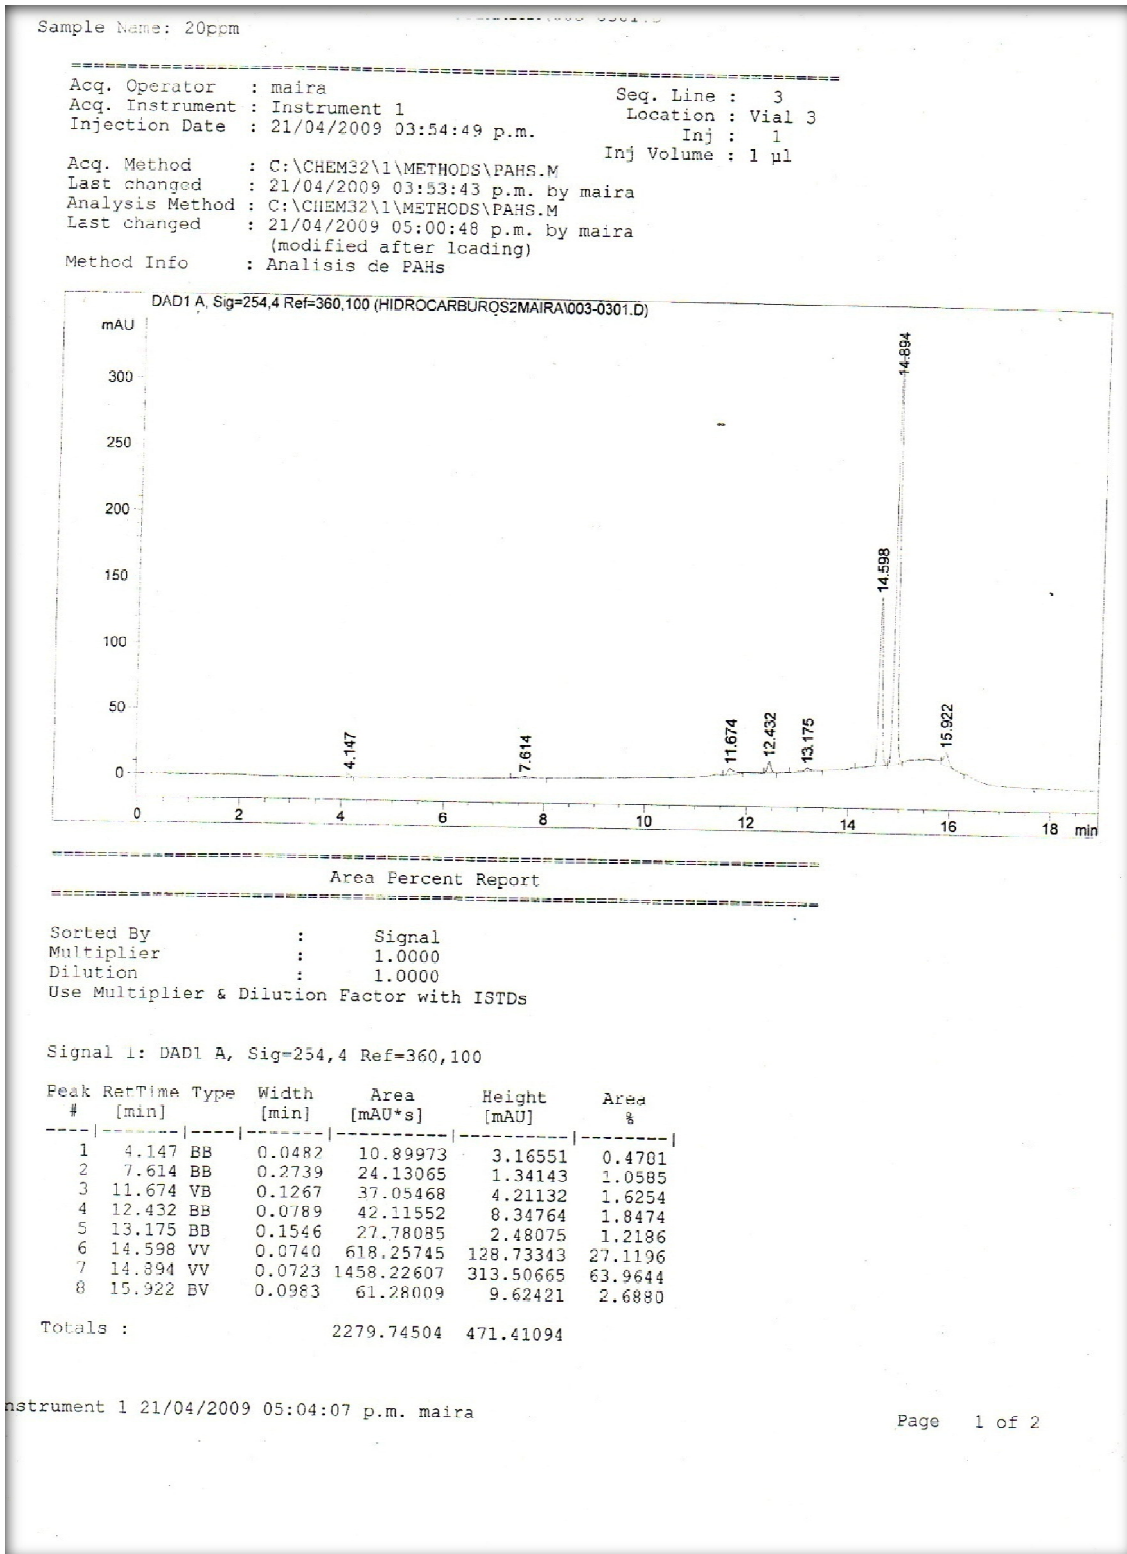 Sample Name: 20ppm
Acq. Operator : maira Seq. Line : 3
Acq. Instrument : Instrument 1 Location : Vial 3
Injection Date : 21/04/2009 03:54:49 p.m. Inj : 1
Inj Volume : 1 µl
Acq. Method : C:\CHEM32\1\METHODS\PAHS.M
Last changed : 21/04/2009 03:53:43 p.m. by maira
Analysis Method : C:\CHEM32\1\METHODS\PAHS.M
Last changed : 21/04/2009 05:00:48 p.m. by maira
(modified after loading)
Method Info : Analisis de PAHs
DAD1 A, Sig=254,4 Ref=360,100 (HIDROCARBUROS2MAIRA\003-0301.D)
mAU
300
250
200
150
100
50
0
4.147
7.614
11.674
12.432
13.175
14.598
14.894
15.922
0 2 4 6 8 10 12 14 16 18 min
Area Percent Report
Sorted By : Signal
Multiplier : 1.0000
Dilution : 1.0000
Use Multiplier & Dilution Factor with ISTDs
Signal 1: DAD1 A, Sig=254,4 Ref=360,100
Peak RetTime Type Width Area Height Area
# [min] [min] [mAU*s] [mAU] %
1 4.147 BB 0.0482 10.89973 3.16551 0.4781
2 7.614 BB 0.2739 24.13065 1.34143 1.0585
3 11.674 VB 0.1267 37.05468 4.21132 1.6254
4 12.432 BB 0.0789 42.11552 8.34764 1.8474
5 13.175 BB 0.1546 27.78085 2.48075 1.2186
6 14.598 VV 0.0740 618.25745 128.73343 27.1196
7 14.894 VV 0.0723 1458.22607 313.50665 63.9644
8 15.922 BV 0.0983 61.28009 9.62421 2.6880
Totals : 2279.74504 471.41094
nstrument 1 21/04/2009 05:04:07 p.m. maira
Page 1 of 2